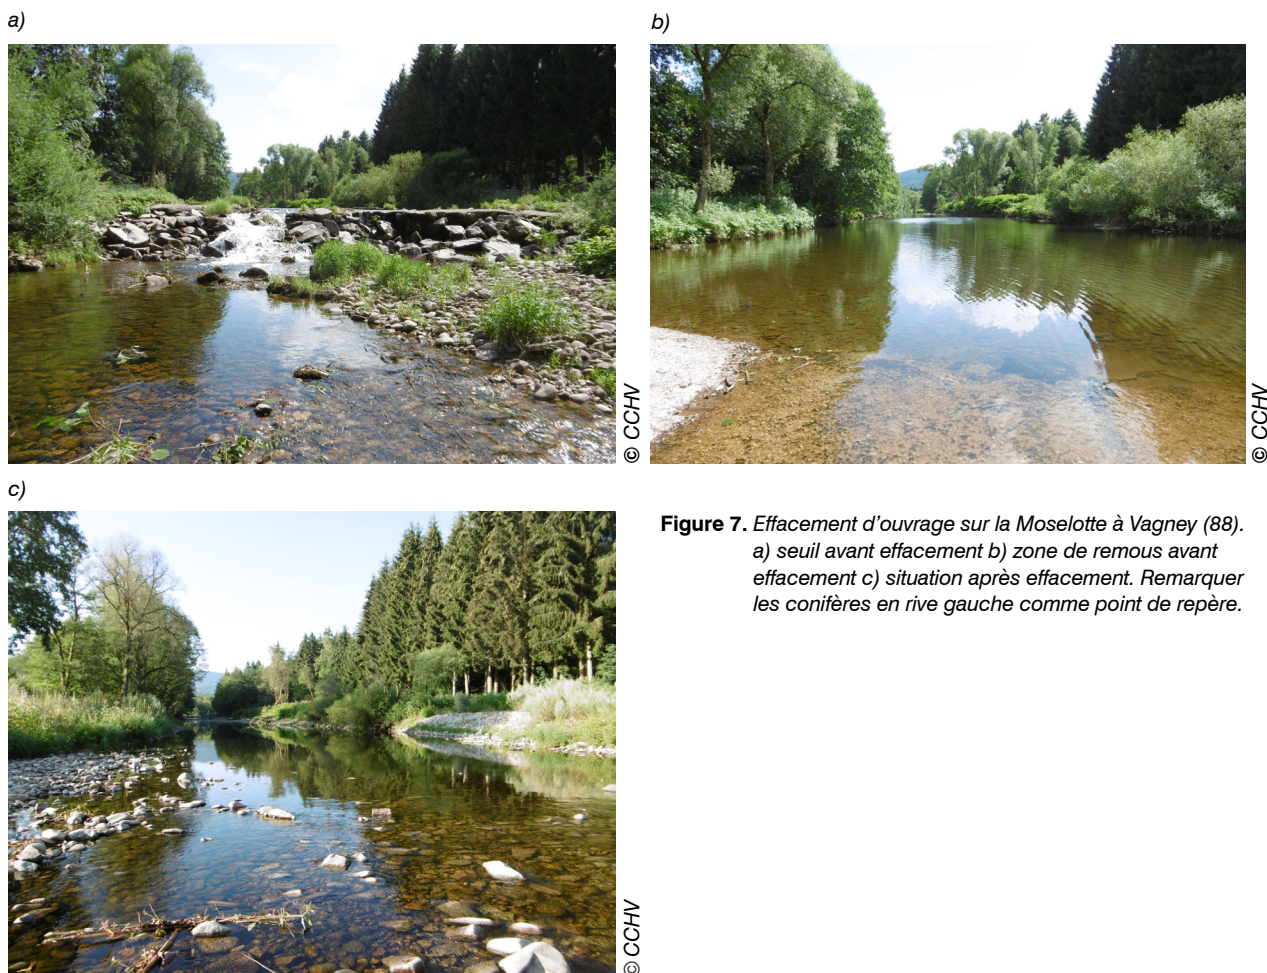 a)
b)
© CCHV
© CCHV
c)
© CCHV
Figure 7. Effacement d’ouvrage sur la Moselotte à Vagney (88).
a) seuil avant effacement b) zone de remous avant
effacement c) situation après effacement. Remarquer
les conifères en rive gauche comme point de repère.